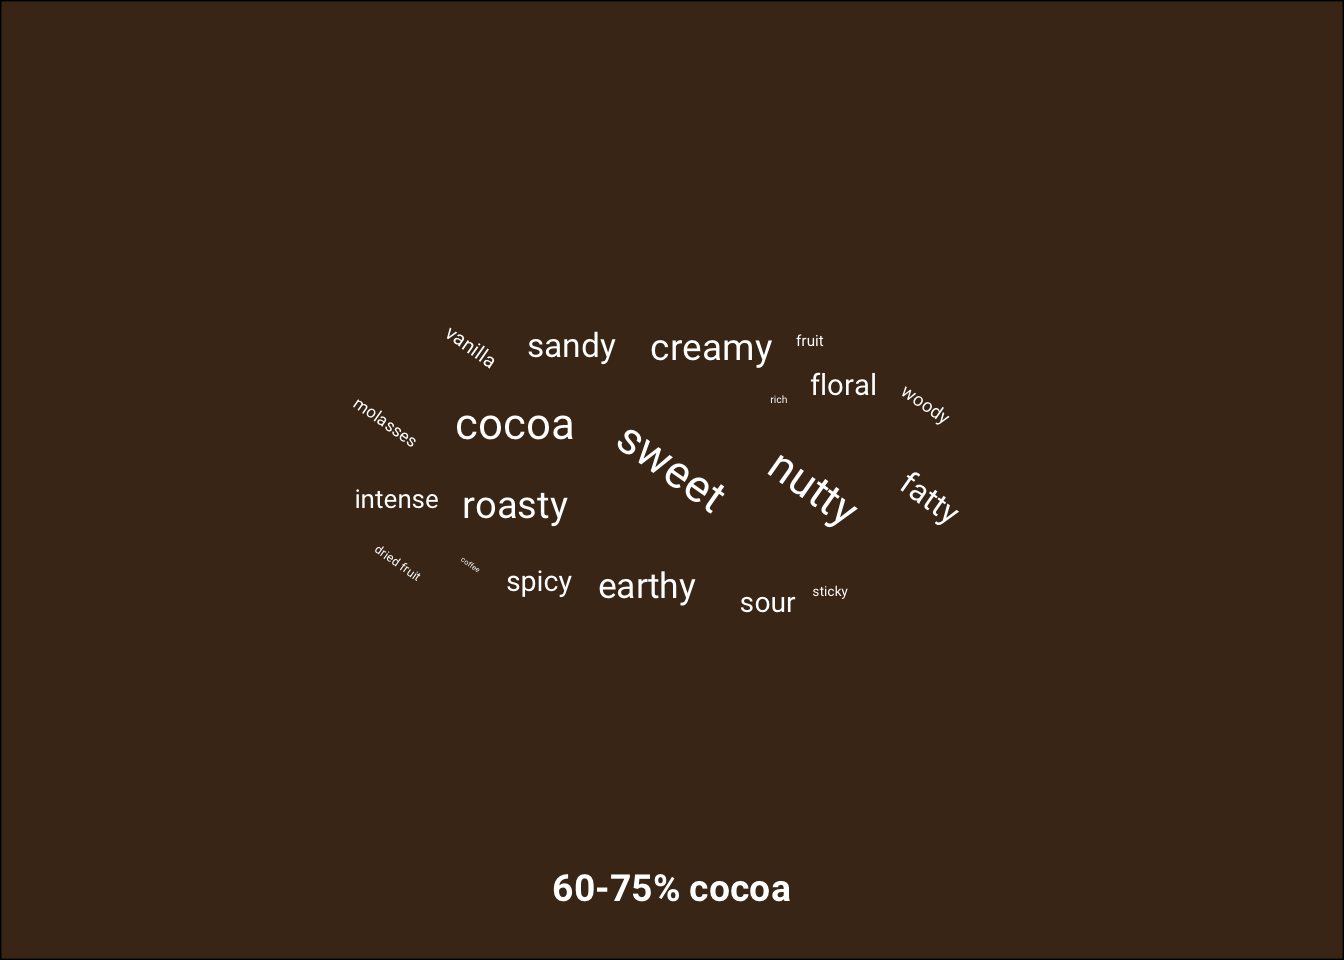 vanilla
sandy
creamy
fruit
floral
rich
woody
molasses
cocoa
sweet
nutty
fatty
intense
roasty
dried fruit
coffee
spicy
earthy
sour
sticky
60-75% cocoa